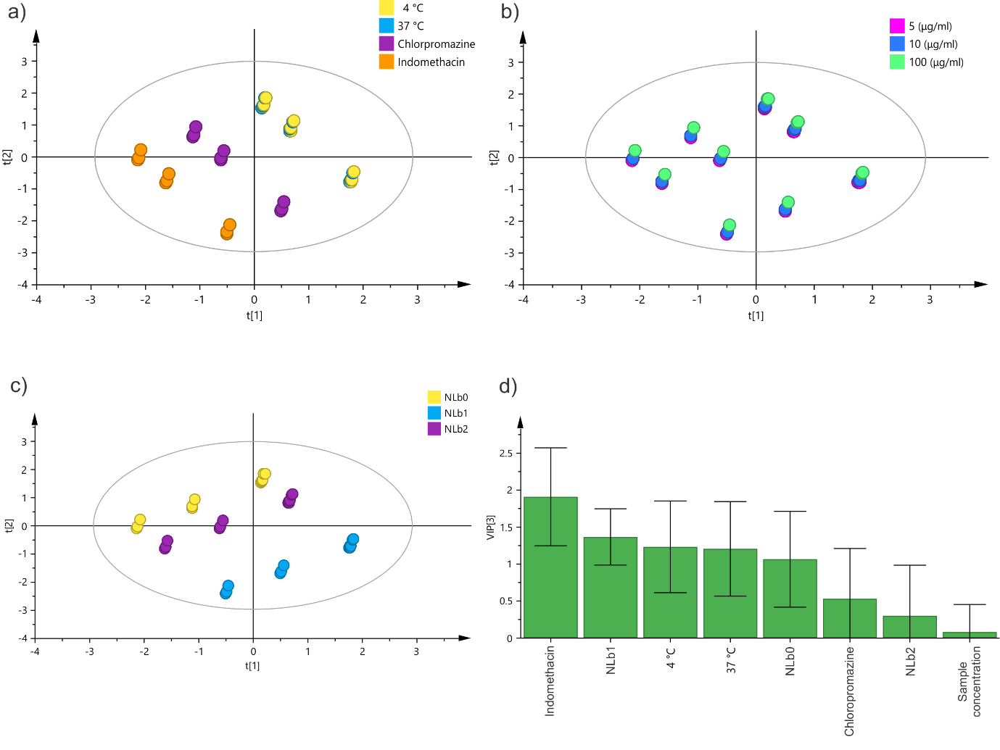 a)
4 °C
37 °C
Chlorpromazine
Indomethacin
3
2
1
0
-1
-2
-3
-4
t[2]
-4 -3 -2 -1 0 1 2 3
t[1]
b)
5 (µg/ml)
10 (µg/ml)
100 (µg/ml)
3
2
1
0
-1
-2
-3
-4
t[2]
-4 -3 -2 -1 0 1 2 3
t[1]
c)
NLb0
NLb1
NLb2
3
2
1
0
-1
-2
-3
-4
t[2]
-4 -3 -2 -1 0 1 2 3
t[1]
d)
2.5
2
1.5
1
0.5
0
VIP[3]
Indomethacin
NLb1
4 °C
37 °C
NLb0
Chloropromazine
NLb2
Sample
concentration